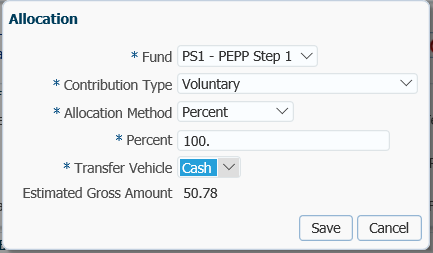 Allocation
* Fund PS1 - PEPP Step 1
* Contribution Type Voluntary
* Allocation Method Percent
* Percent 100.
* Transfer Vehicle Cash
Estimated Gross Amount 50.78
Save Cancel